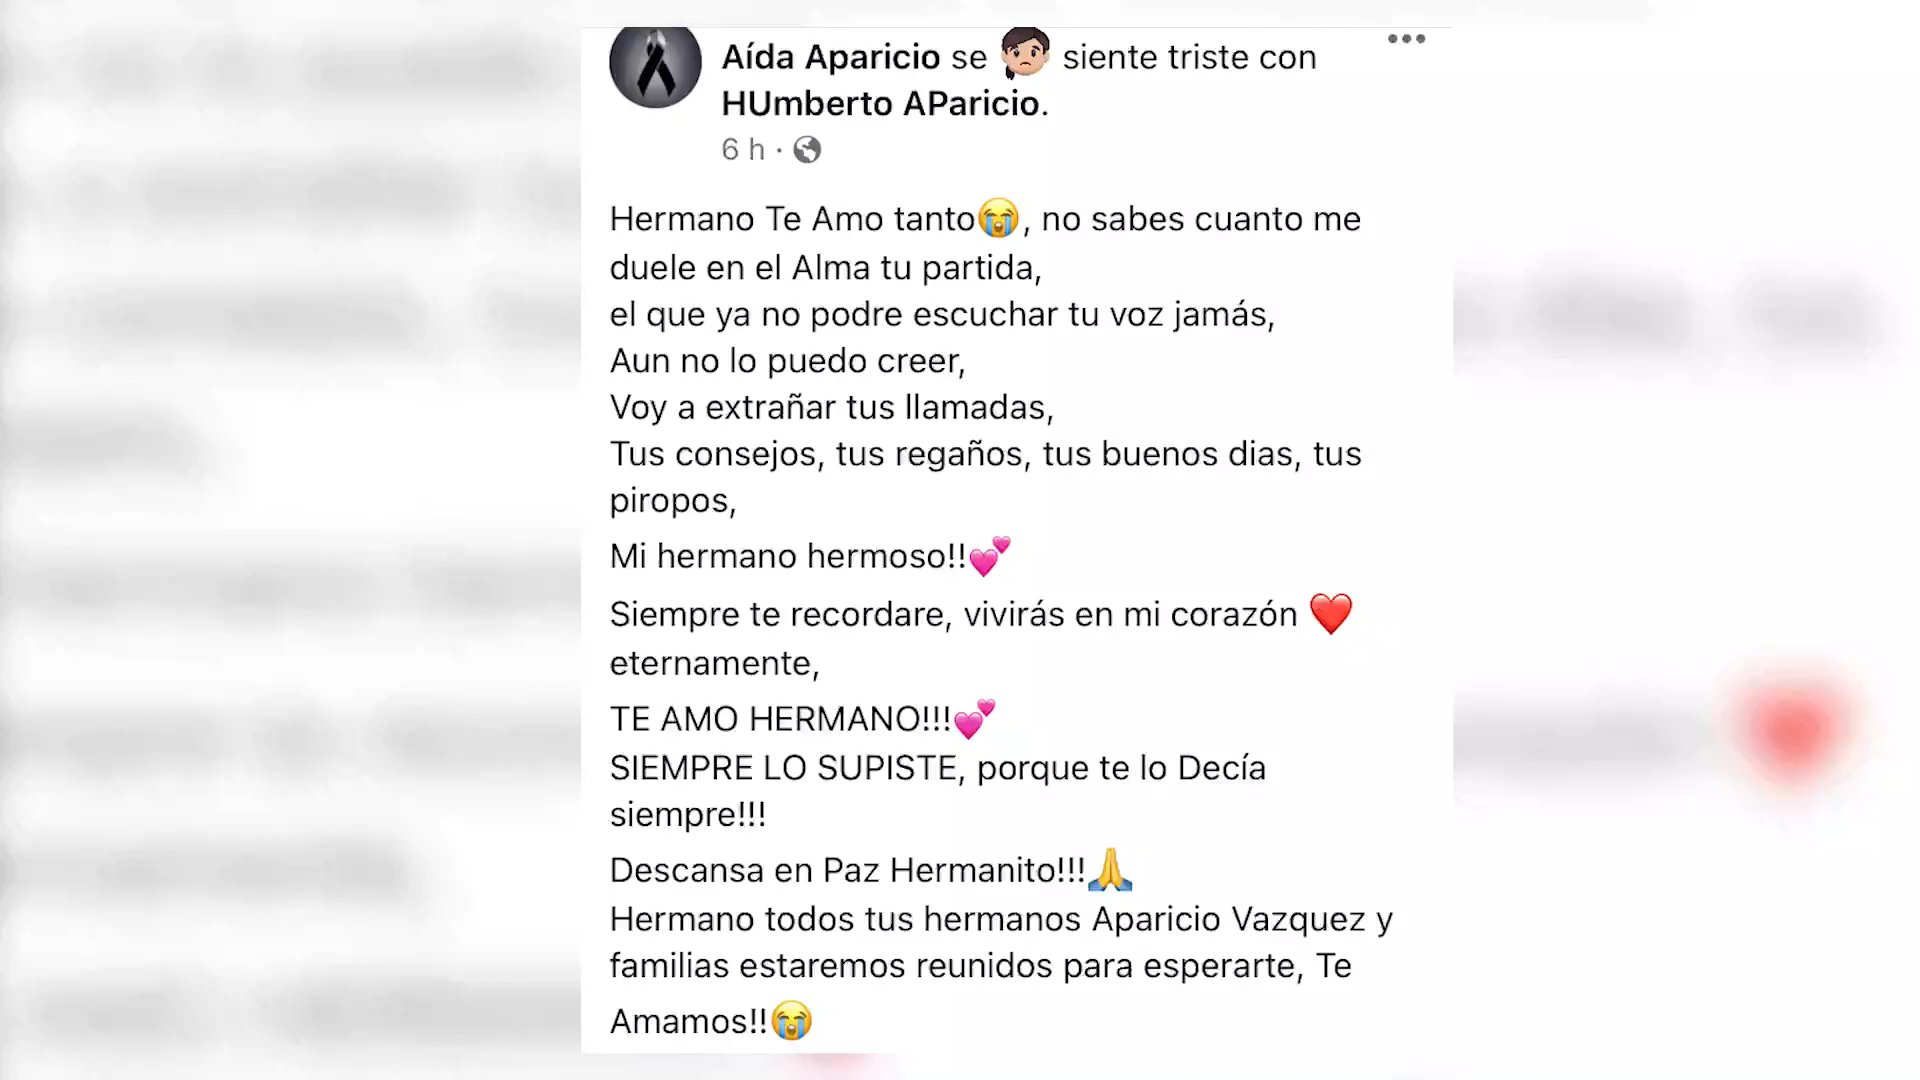 Aída Aparicio se 🙁 siente triste con
HUmberto AParicio.
6 h ·
Hermano Te Amo tanto😭, no sabes cuanto me
duele en el Alma tu partida,
el que ya no podre escuchar tu voz jamás,
Aun no lo puedo creer,
Voy a extrañar tus llamadas,
Tus consejos, tus regaños, tus buenos dias, tus
piropos,
Mi hermano hermoso!!💕
Siempre te recordare, vivirás en mi corazón ❤️
eternamente,
TE AMO HERMANO!!!💕
SIEMPRE LO SUPISTE, porque te lo Decía
siempre!!!
Descansa en Paz Hermanito!!!🙏
Hermano todos tus hermanos Aparicio Vazquez y
familias estaremos reunidos para esperarte, Te
Amamos!!😭